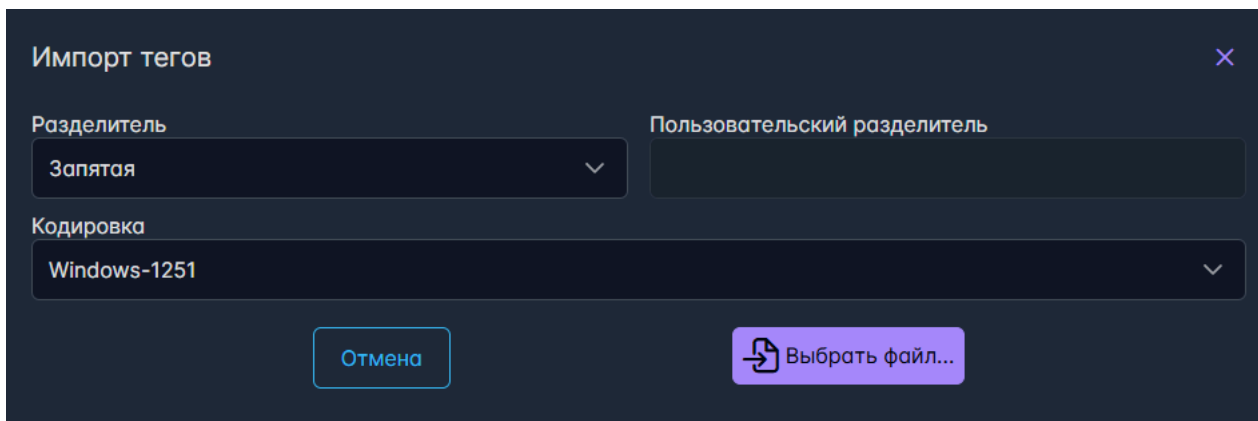 Импорт тегов
Разделитель
Пользовательский разделитель
Запятая
Кодировка
Windows-1251
Отмена
Выбрать файл...